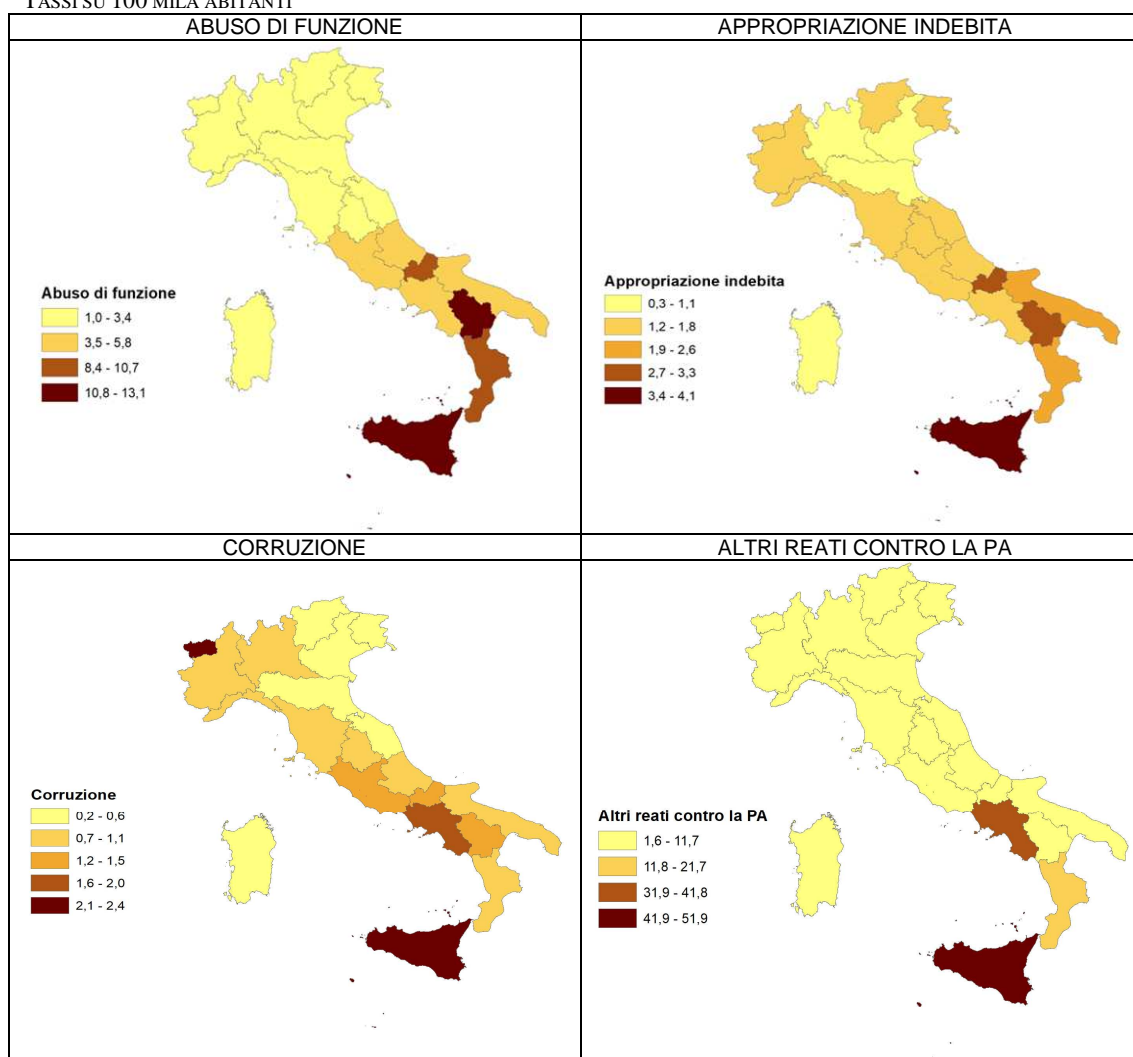 TASSI SU 100 MILA ABITANTI
ABUSO DI FUNZIONE
APPROPRIAZIONE INDEBITA
Abuso di funzione
1,0 - 3,4
3,5 - 5,8
8,4 - 10,7
10,8 - 13,1
Appropriazione indebita
0,3 - 1,1
1,2 - 1,8
1,9 - 2,6
2,7 - 3,3
3,4 - 4,1
CORRUZIONE
ALTRI REATI CONTRO LA PA
Corruzione
0,2 - 0,6
0,7 - 1,1
1,2 - 1,5
1,6 - 2,0
2,1 - 2,4
Altri reati contro la PA
1,6 - 11,7
11,8 - 21,7
31,9 - 41,8
41,9 - 51,9